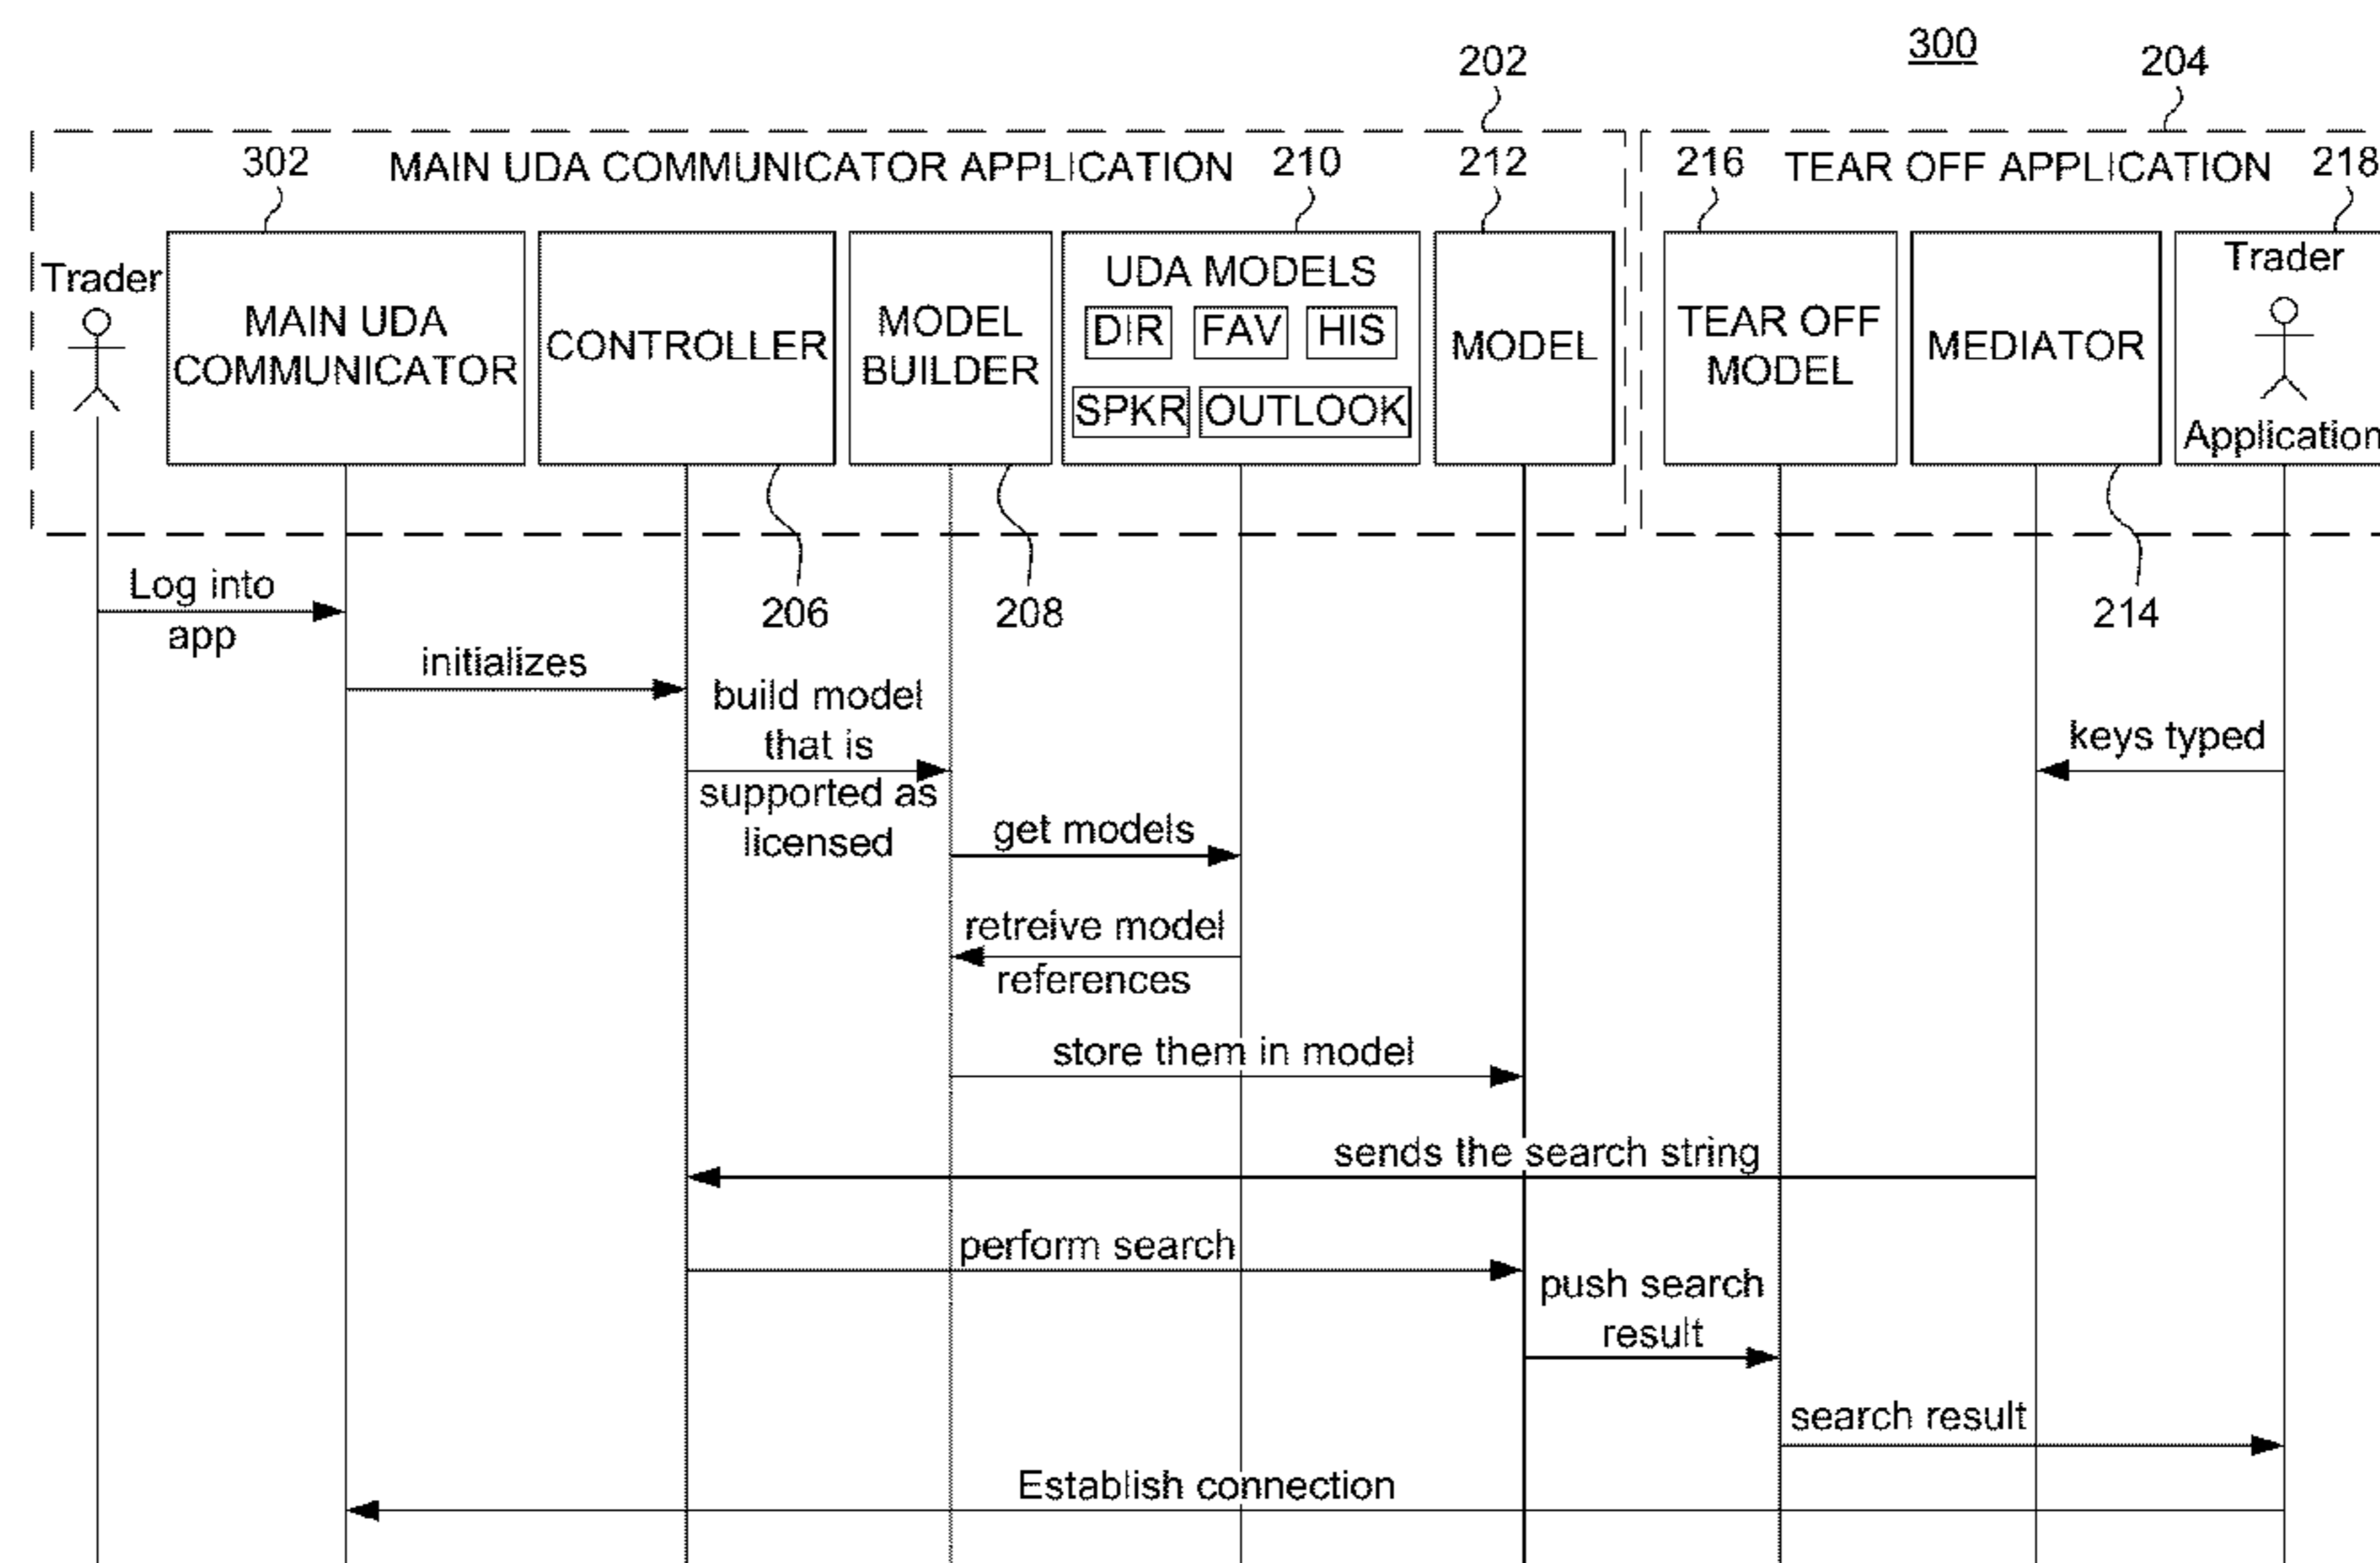 300
202
204
302
MAIN UDA COMMUNICATOR APPLICATION
210
212
216
TEAR OFF APPLICATION
218
Trader
MAIN UDA
COMMUNICATOR
CONTROLLER
MODEL
BUILDER
UDA MODELS
DIR
FAV
HIS
SPKR
OUTLOOK
MODEL
TEAR OFF
MODEL
MEDIATOR
Trader
Application
206
208
214
Log into
app
initializes
build model
that is
supported as
licensed
keys typed
get models
retreive model
references
store them in model
sends the search string
perform search
push search
result
search result
Establish connection